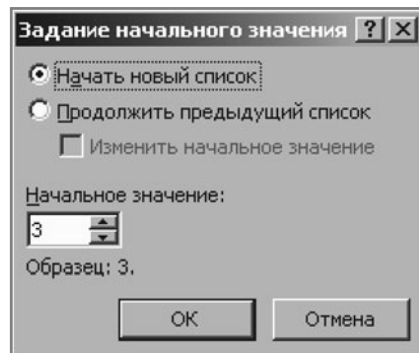 Задание начального значения ? X
Начать новый список
Продолжить предыдущий список
Изменить начальное значение
Начальное значение:
3
Образец: 3.
ОК Отмена